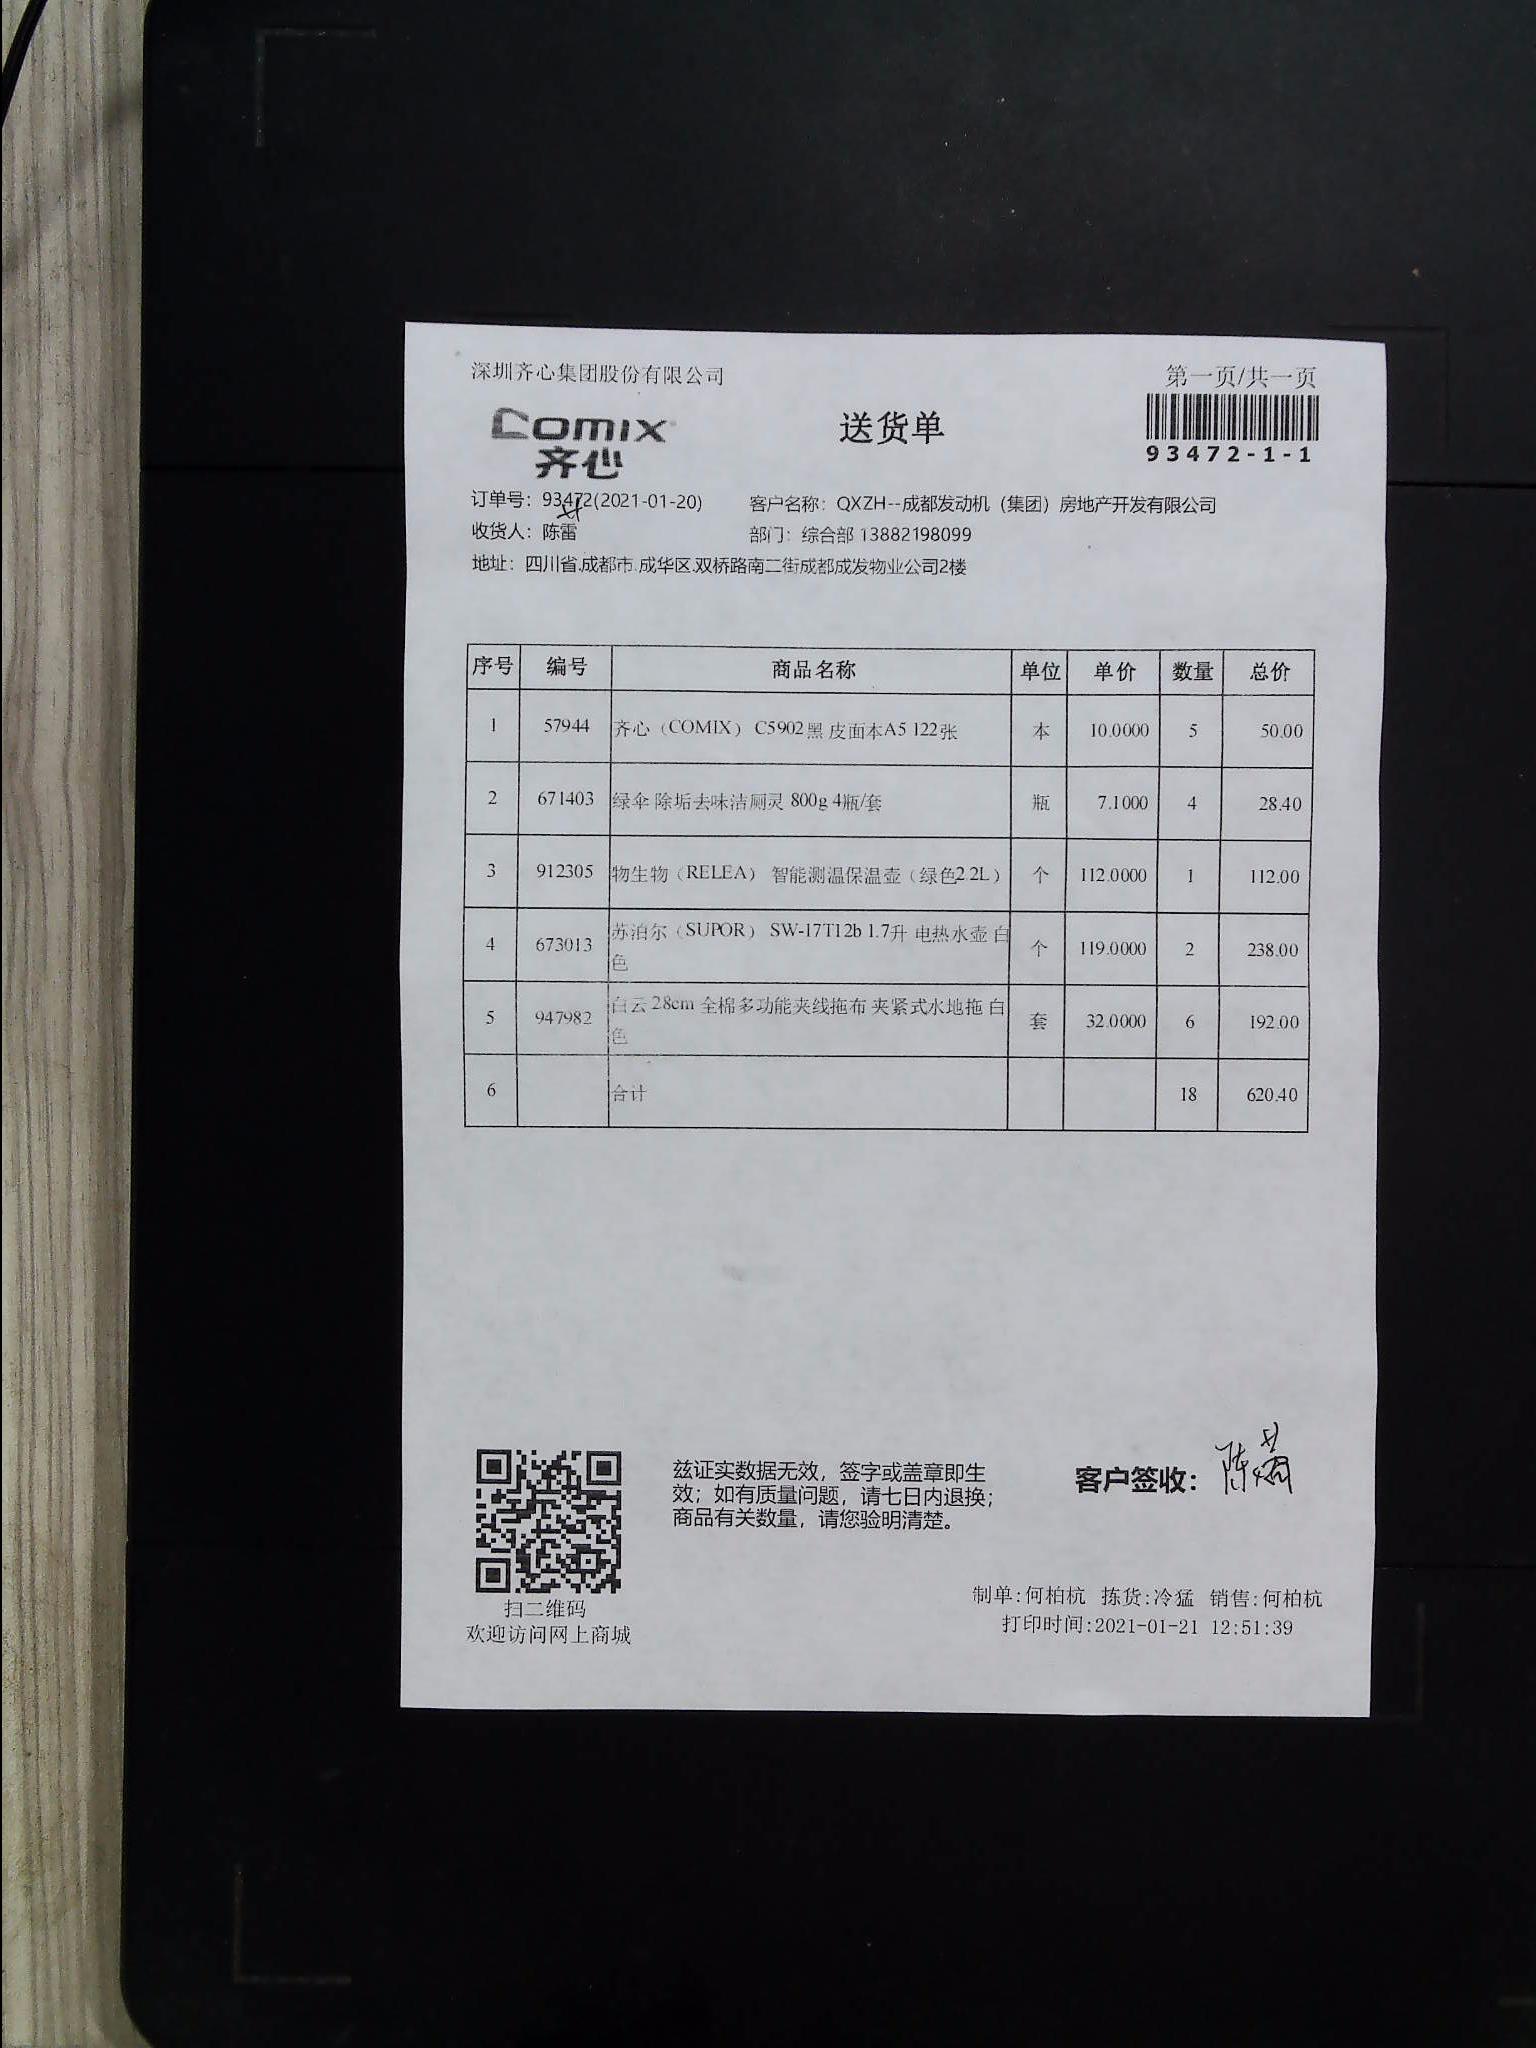 深圳齐心集团股份有限公司
第一页/共一页
COMIX
齐心
送货单
93472-1-1
订单号：93472(2021-01-20) 客户名称：QXZH--成都发动机（集团）房地产开发有限公司
收货人：陈雷 部门：综合部 13882198099
地址：四川省.成都市.成华区.双桥路南二街成都成发物业公司2楼
序号 编号 商品名称 单位 单价 数量 总价
1 57944 齐心（COMIX） C5902黑 皮面本A5 122张 本 10.0000 5 50.00
2 671403 绿伞 除垢去味洁厕灵 800g 4瓶/套 瓶 7.1000 4 28.40
3 912305 物生物（RELEA） 智能测温保温壶（绿色2.2L） 个 112.0000 1 112.00
4 673013 苏泊尔（SUPOR） SW-17T12b 1.7升 电热水壶 白 个 119.0000 2 238.00
色
5 947982 白云 28cm 全棉多功能夹线拖布 夹紧式水地拖 白 套 32.0000 6 192.00
色
6 合计 18 620.40
兹证实数据无效，签字或盖章即生
效；如有质量问题，请七日内退换；
商品有关数量，请您验明清楚。
客户签收：陈
扫二维码
欢迎访问网上商城
制单:何柏杭 拣货:冷猛 销售:何柏杭
打印时间:2021-01-21 12:51:39